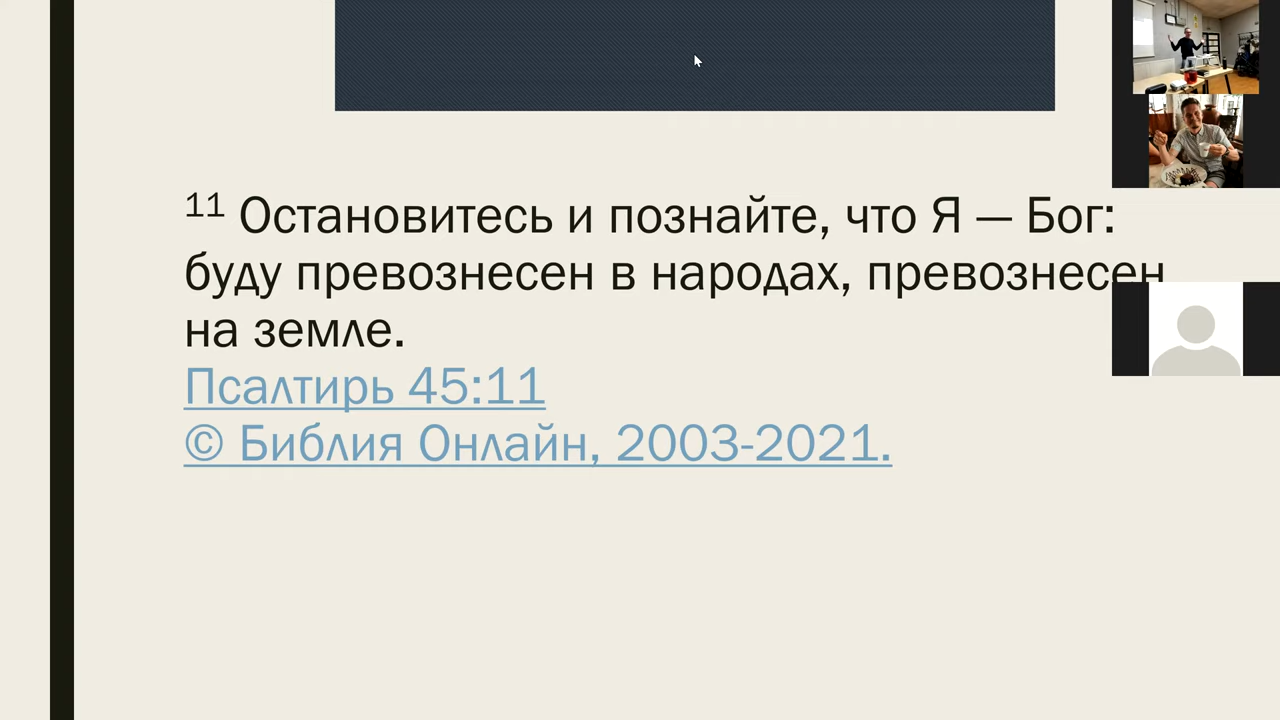 11 Остановитесь и познайте, что Я — Бог:
буду превознесен в народах, превознесен
на земле.
Псалтирь 45:11
© Библия Онлайн, 2003-2021.